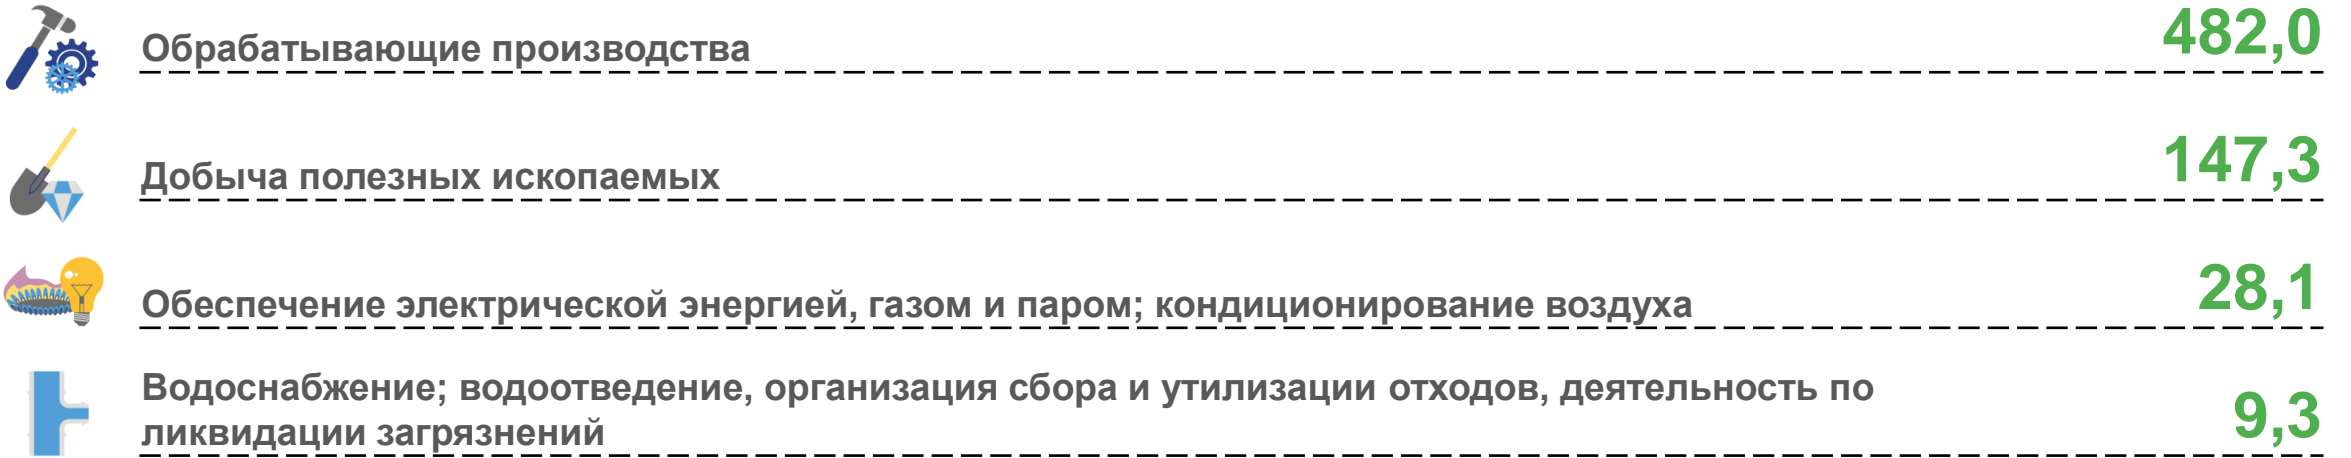 Обрабатывающие производства 482,0
Добыча полезных ископаемых 147,3
Обеспечение электрической энергией, газом и паром; кондиционирование воздуха 28,1
Водоснабжение; водоотведение, организация сбора и утилизации отходов, деятельность по
ликвидации загрязнений 9,3